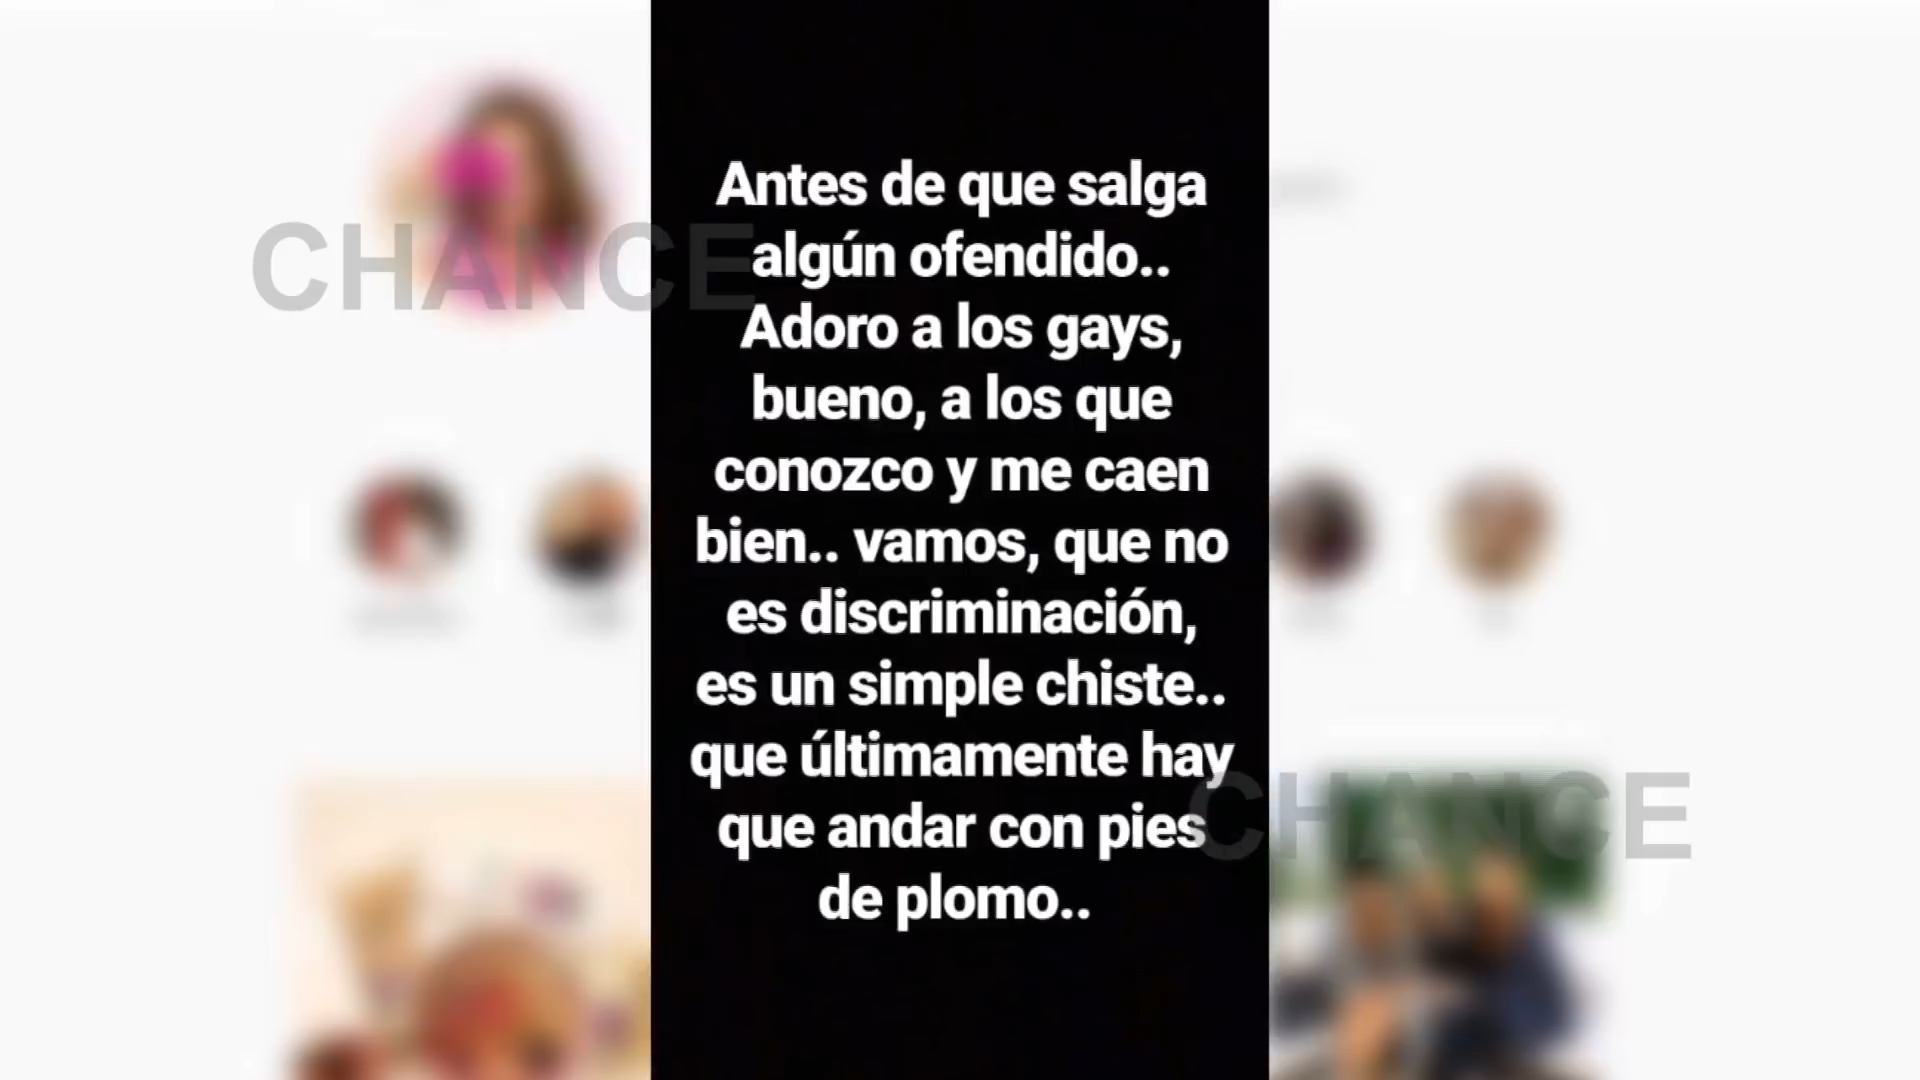 Antes de que salga
algún ofendido..
Adoro a los gays,
bueno, a los que
conozco y me caen
bien.. vamos, que no
es discriminación,
es un simple chiste..
que últimamente hay
que andar con pies
de plomo..
CHANCE
CHANCE